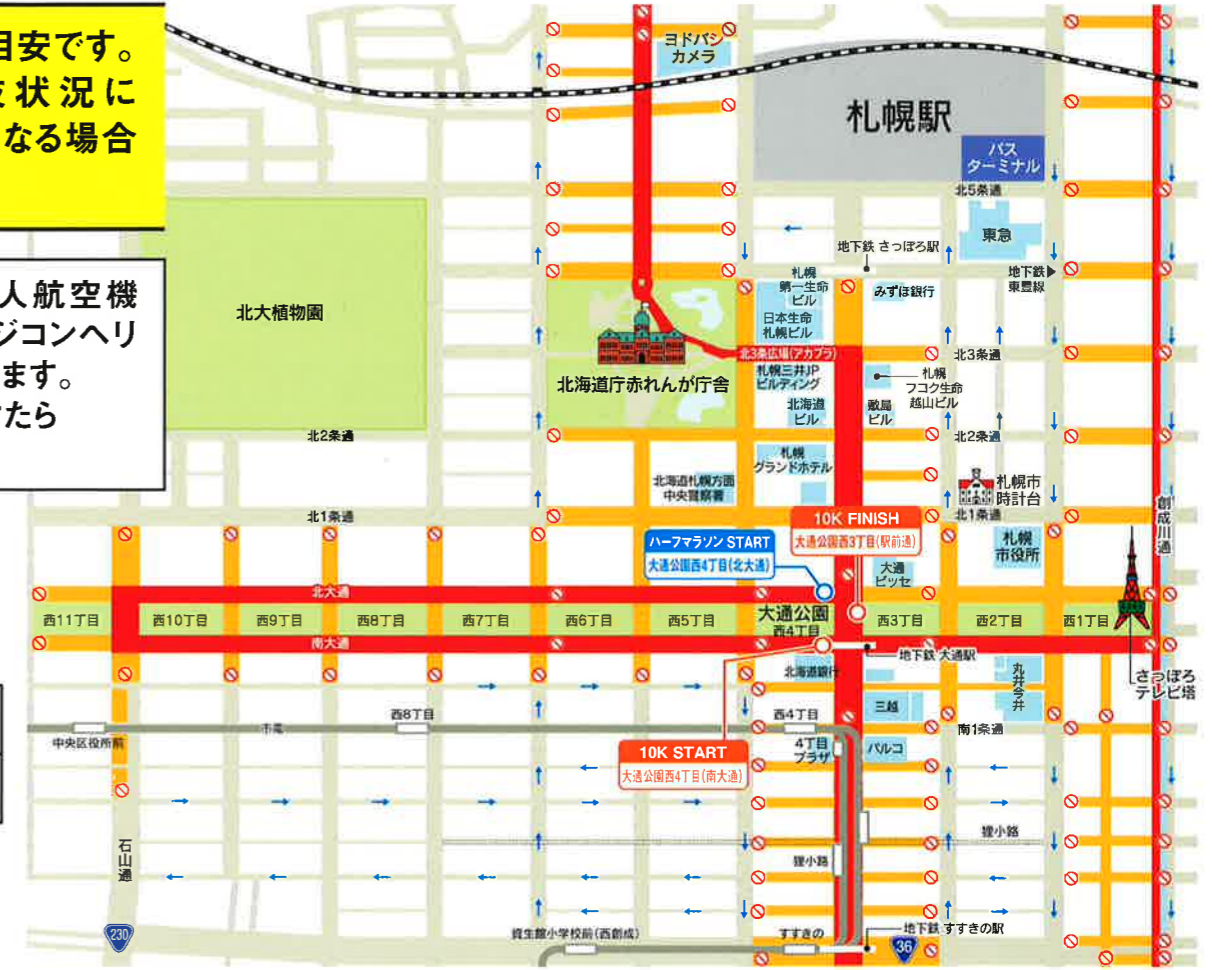 目安です。
状況に
なる場合
人航空機
ジコンヘリ
ます。
たら
ヨドバシ
カメラ
札幌駅
バス
ターミナル
北5条通
東急
地下鉄 さっぽろ駅
地下鉄▶
東豊線
北大植物園
札幌
第一生命
ビル
みずほ銀行
日本生命
札幌ビル
北3条広場(アカプラ)
北3条通
北海道庁赤れんが庁舎
札幌三井JP
ビルディング
札幌
フコク生命
越山ビル
北海道
ビル
敷島
ビル
北2条通
北2条通
札幌
グランドホテル
北海道札幌方面
中央警察署
札幌市
時計台
北1条通
北1条通
創成川通
10K FINISH
大通公園西3丁目(駅前通)
ハーフマラソン START
大通公園西4丁目(北大通)
札幌
市役所
大通
ビッセ
北大通
西11丁目
西10丁目
西9丁目
西8丁目
西7丁目
西6丁目
西5丁目
大通公園
西4丁目
西3丁目
西2丁目
西1丁目
南大通
地下鉄 大通駅
北海道銀行
丸井今井
さっぽろ
テレビ塔
西8丁目
西4丁目
三越
市電
南1条通
中央区役所前
10K START
大通公園西4丁目(南大通)
4丁目
プラザ
パルコ
石山通
狸小路
狸小路
230
資生館小学校前(西創成)
すすきの
地下鉄 すすきの駅
36